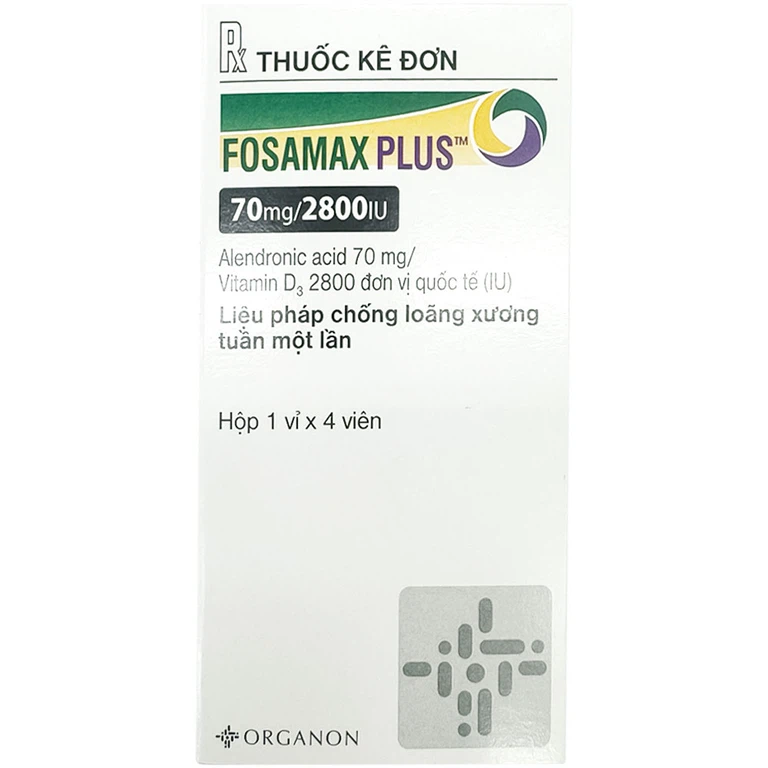 Rx THUỐC KÊ ĐƠN
FOSAMAX PLUS™
70mg/2800IU
Alendronic acid 70 mg/
Vitamin D₃ 2800 đơn vị quốc tế (IU)
Liệu pháp chống loãng xương
tuần một lần
Hộp 1 vỉ x 4 viên
ORGANON